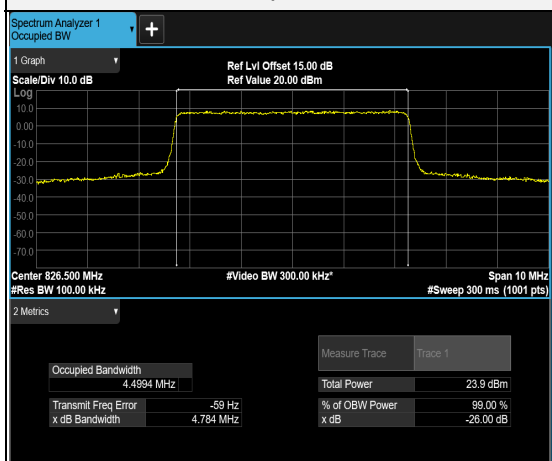 Spectrum Analyzer 1
Occupied BW
+
1 Graph
Ref Lvl Offset 15.00 dB
Scale/Div 10.0 dB
Ref Value 20.00 dBm
Log
10.0
0.00
-10.0
-20.0
-30.0
-40.0
-50.0
-60.0
-70.0
Center 826.500 MHz
#Video BW 300.00 kHz*
Span 10 MHz
#Res BW 100.00 kHz
#Sweep 300 ms (1001 pts)
2 Metrics
Measure Trace
Trace 1
Occupied Bandwidth
4.4994 MHz
Total Power
23.9 dBm
Transmit Freq Error
-59 Hz
% of OBW Power
99.00 %
x dB Bandwidth
4.784 MHz
x dB
-26.00 dB